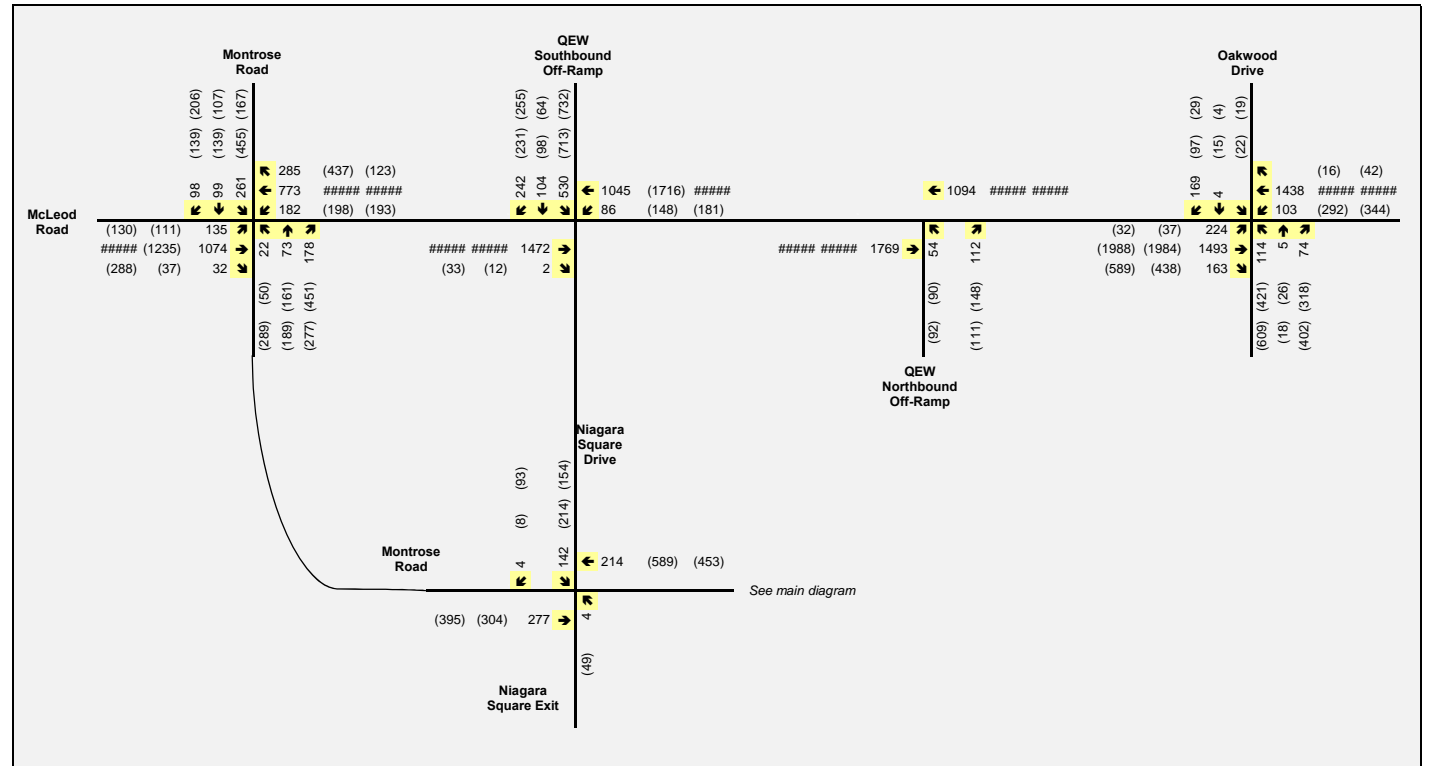 QEW
Southbound
Off-Ramp
Montrose
Road
Oakwood
Drive
(206) (107) (167)
(139) (139) (455)
98 99 261
(255) (64) (732)
(231) (98) (713)
242 104 530
(29) (4) (19)
(97) (15) (22)
169 4
285 (437) (123)
773 ##### #####
182 (198) (193)
1045 (1716) #####
86 (148) (181)
1094 ##### #####
(16) (42)
1438 ##### #####
103 (292) (344)
McLeod
Road
(130) (111) 135
##### (1235) 1074
(288) (37) 32
22 73 178
(50) (161) (451)
(289) (189) (277)
##### ##### 1472
(33) (12) 2
##### ##### 1769
54 112
(90) (148)
(92) (111)
(32) (37) 224
(1988) (1984) 1493
(589) (438) 163
114 5 74
(421) (26) (318)
(609) (18) (402)
QEW
Northbound
Off-Ramp
Niagara
Square
Drive
(93) (154)
(8) (214)
4 142
Montrose
Road
214 (589) (453)
See main diagram
(395) (304) 277
4
(49)
Niagara
Square Exit